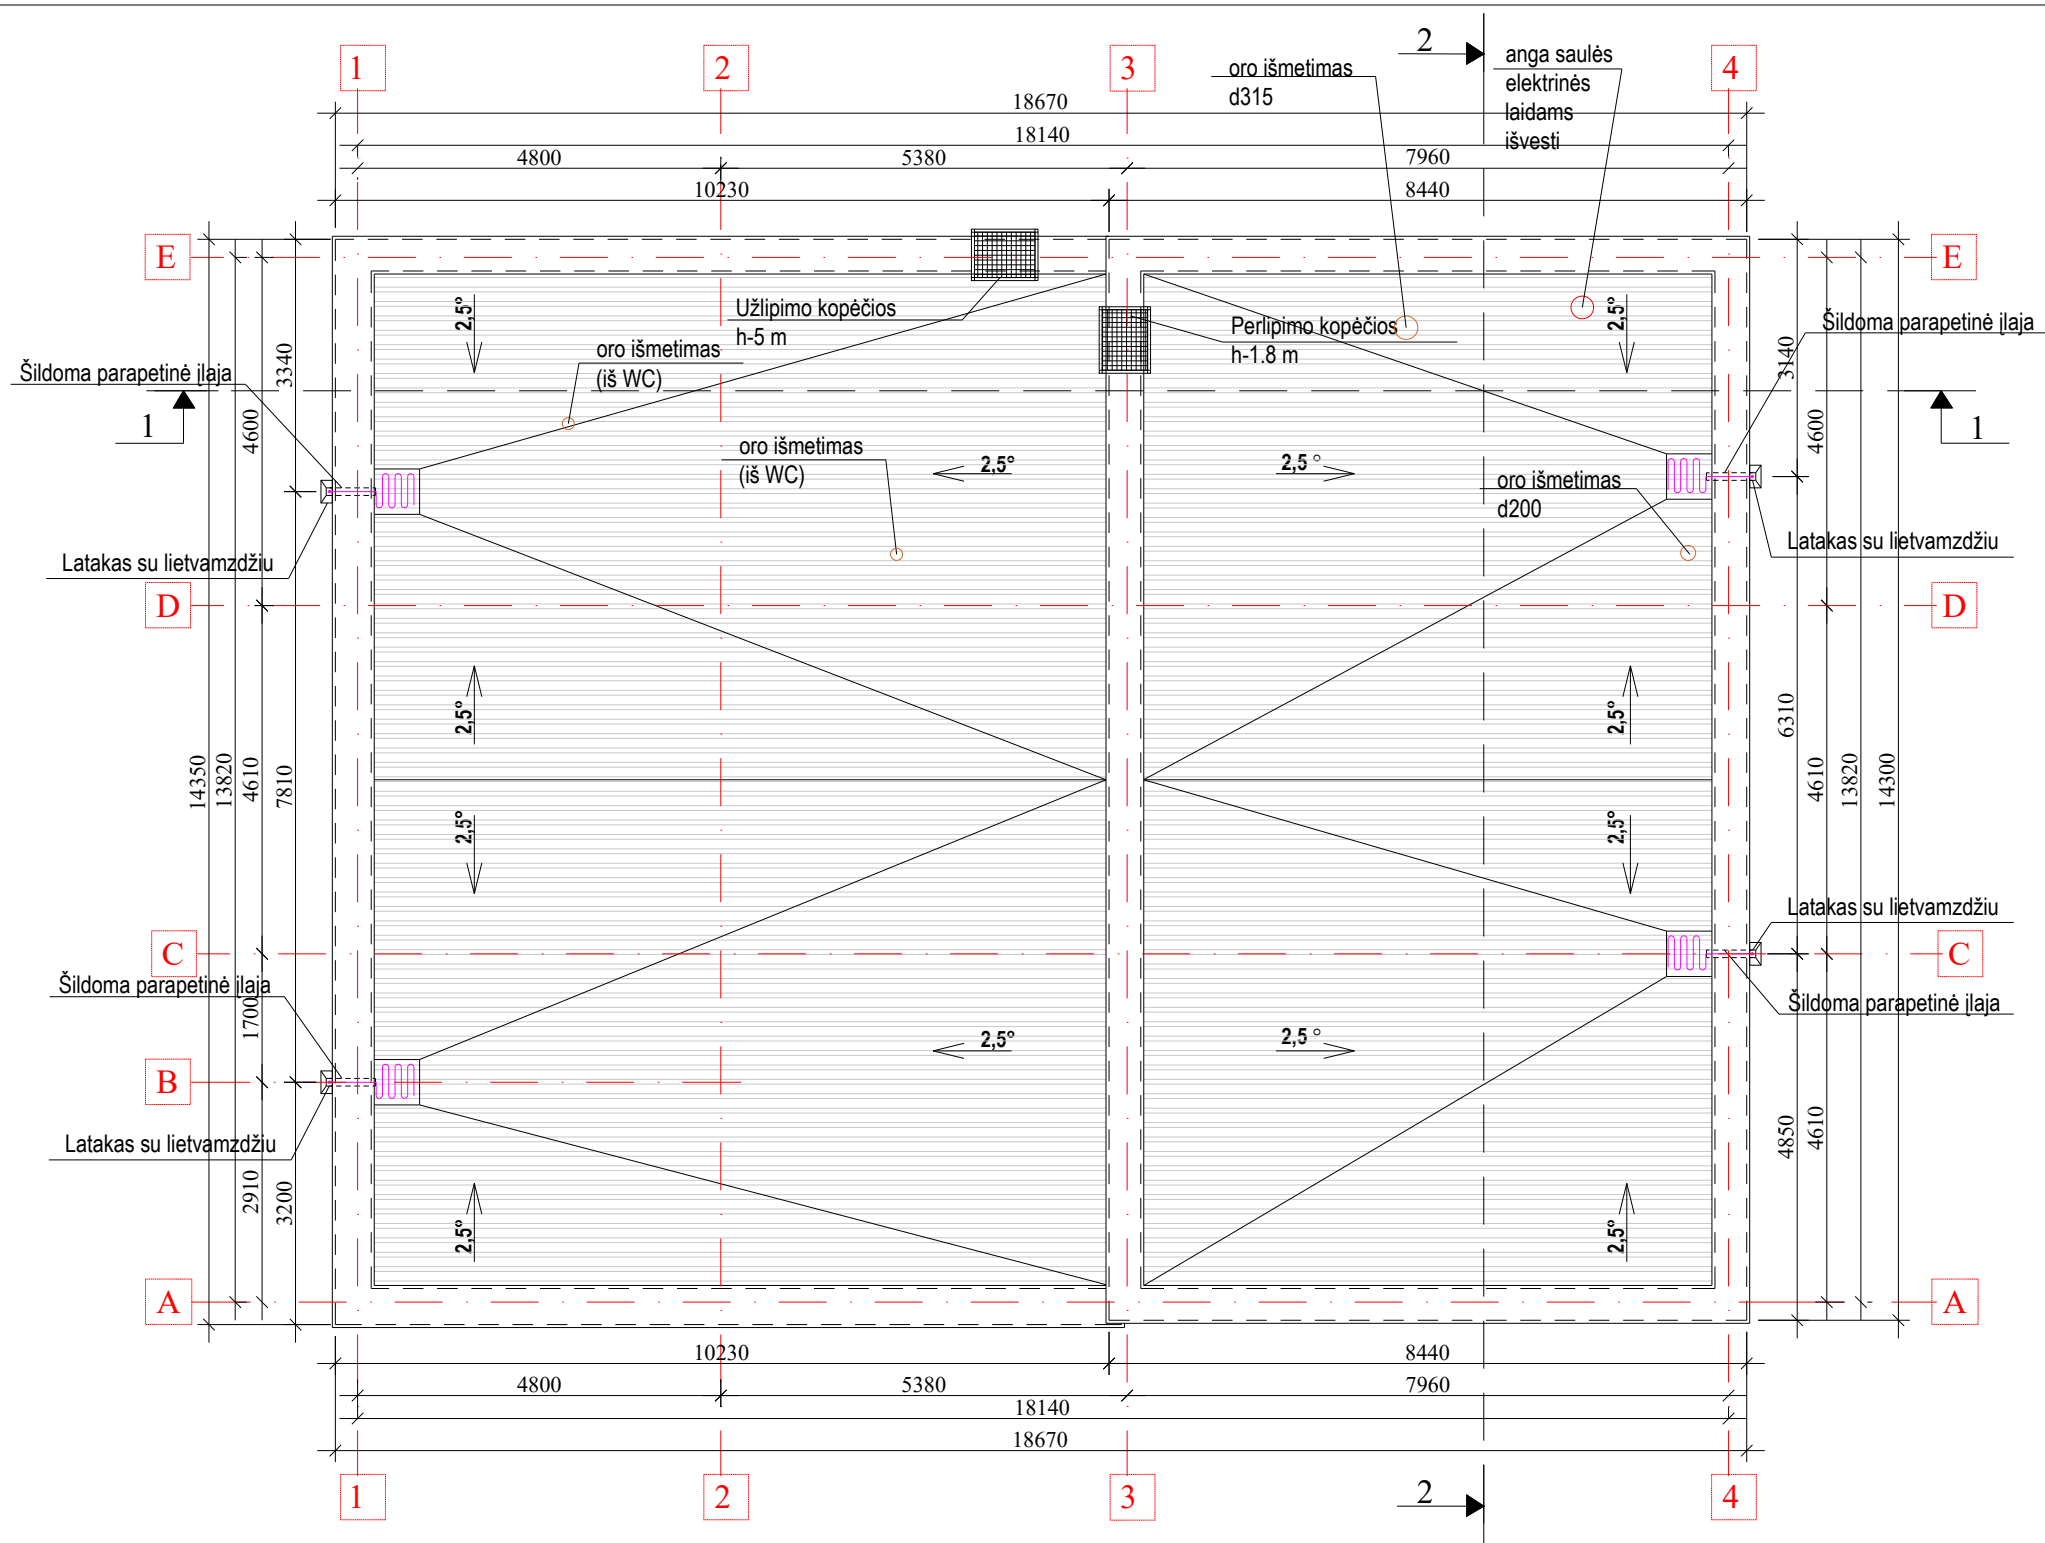 1
2
3
4
2
oro išmetimas
d315
anga saulės
elektrinės
laidams
išvesti
18670
18140
4800
5380
7960
10230
8440
E
E
2,5°
Užlipimo kopėčios
h-5 m
Perlipimo kopėčios
h-1.8 m
2,5°
Šildoma parapetinė įlaja
3340
3140
oro išmetimas
(iš WC)
Šildoma parapetinė įlaja
1
4600
4600
1
oro išmetimas
(iš WC)
2,5°
2,5 °
oro išmetimas
d200
Latakas su lietvamzdžiu
Latakas su lietvamzdžiu
D
D
2,5°
2,5°
6310
14350
13820
4610
7810
4610
13820
14300
2,5°
2,5°
Latakas su lietvamzdžiu
C
C
Šildoma parapetinė įlaja
Šildoma parapetinė įlaja
1700
2,5°
2,5 °
B
Latakas su lietvamzdžiu
4850
4610
2910
3200
2,5°
2,5°
A
A
10230
8440
4800
5380
7960
18140
18670
1
2
3
2
4